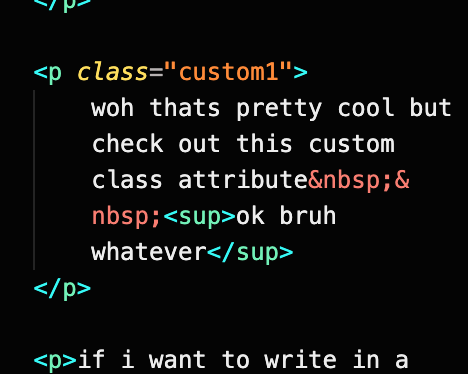 </p>
<p class="custom1">
woh thats pretty cool but
check out this custom
class attribute&nbsp;&
nbsp;<sup>ok bruh
whatever</sup>
</p>
<p>if i want to write in a